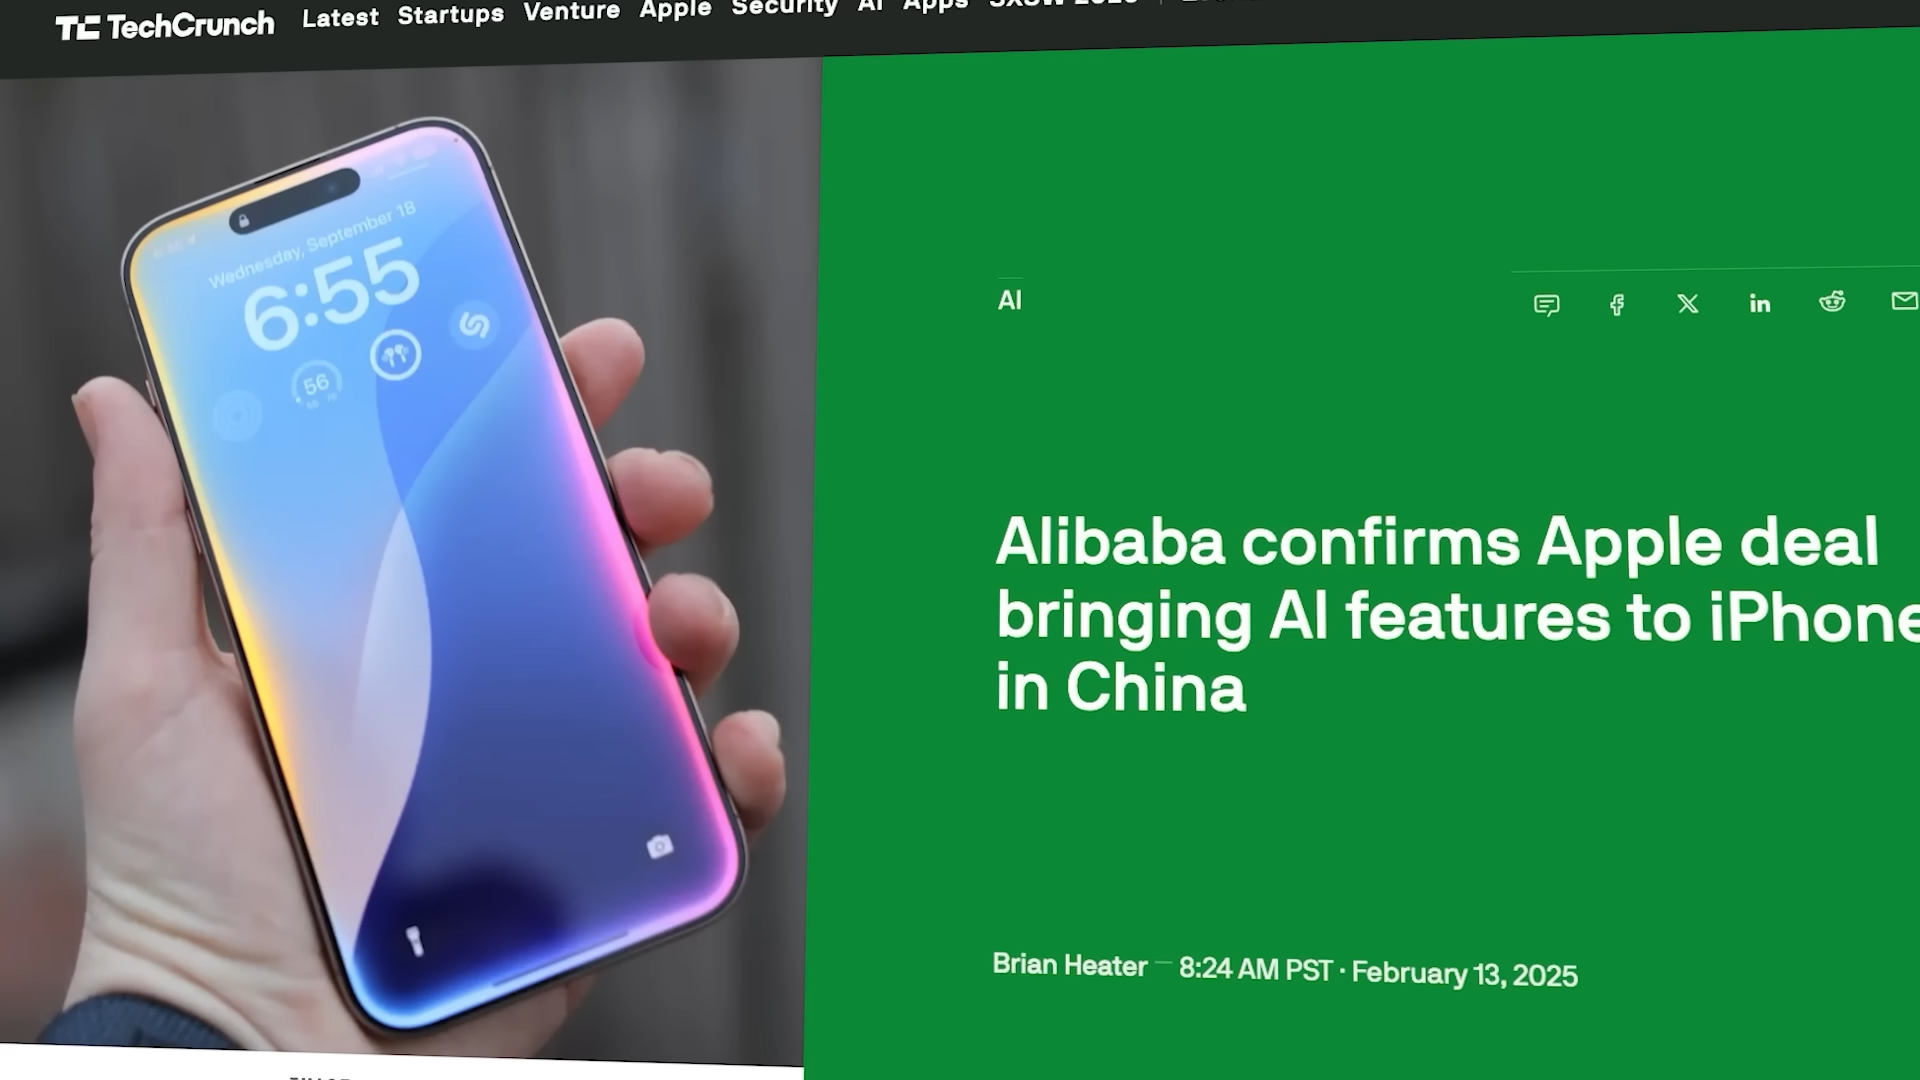 TechCrunch Latest Startups Venture Apple Security AI Apps
Wednesday, September 18
6:55
56
AI
Alibaba confirms Apple deal
bringing AI features to iPhone
in China
Brian Heater — 8:24 AM PST · February 13, 2025